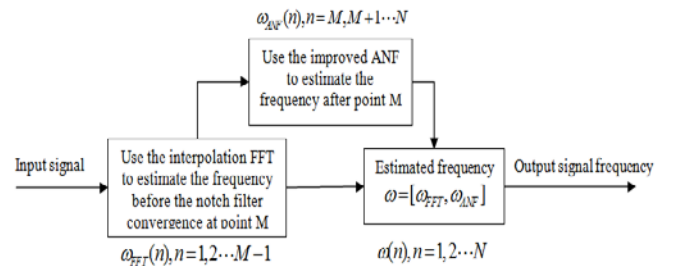 ω_ANF(n), n=M, M+1⋯N
Use the improved ANF
to estimate the
frequency after point M
Input signal
Use the interpolation FFT
to estimate the frequency
before the notch filter
convergence at point M
Estimated frequency
ω=[ω_FFT, ω_ANF]
Output signal frequency
ω_FFT(n), n=1,2⋯M−1
ω(n), n=1,2⋯N